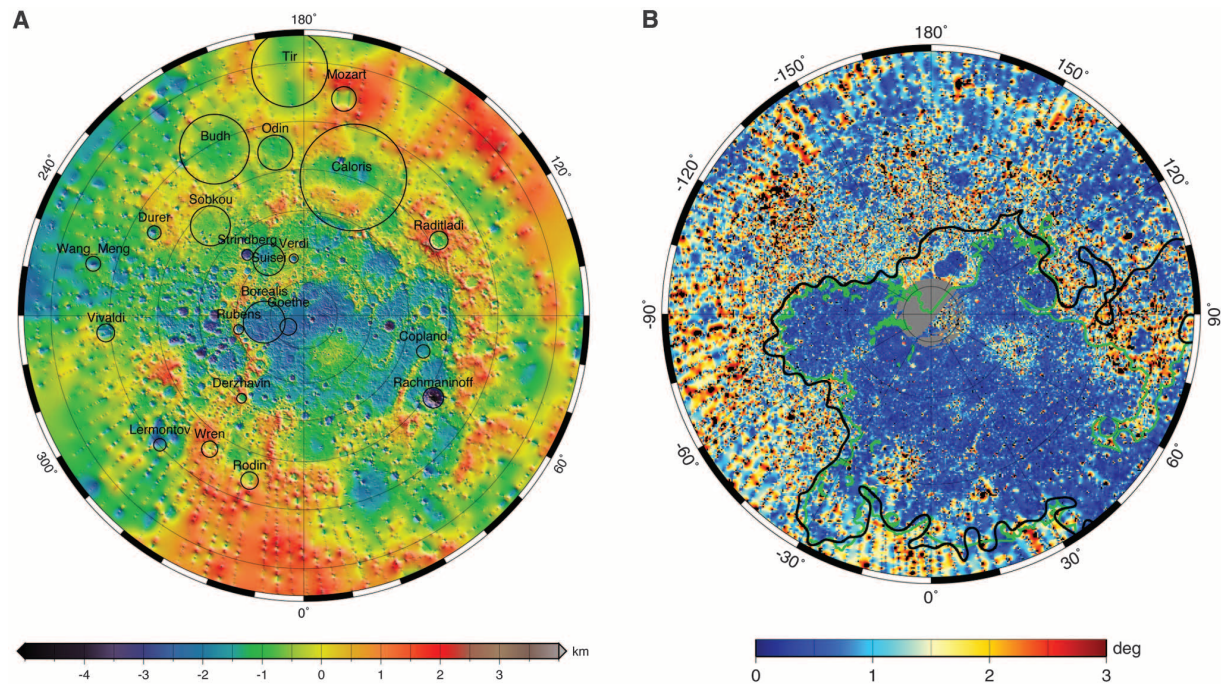 A
180°
Tir
Mozart
Budh
Odin
Caloris
240°
120°
Sobkou
Durer
Strindberg
Verdi
Raditladi
Wang_Meng
Suisei
Borealis
Goethe
Rubens
Vivaldi
Copland
Derzhavin
Rachmaninoff
Lermontov
Wren
Rodin
300°
60°
0°
km
-4 -3 -2 -1 0 1 2 3
B
180°
-150°
150°
-120°
120°
-90°
90°
-60°
60°
-30°
30°
0°
deg
0 1 2 3